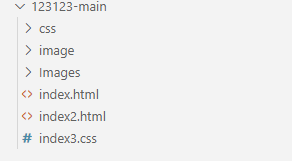 123123-main
css
image
Images
index.html
index2.html
index3.css